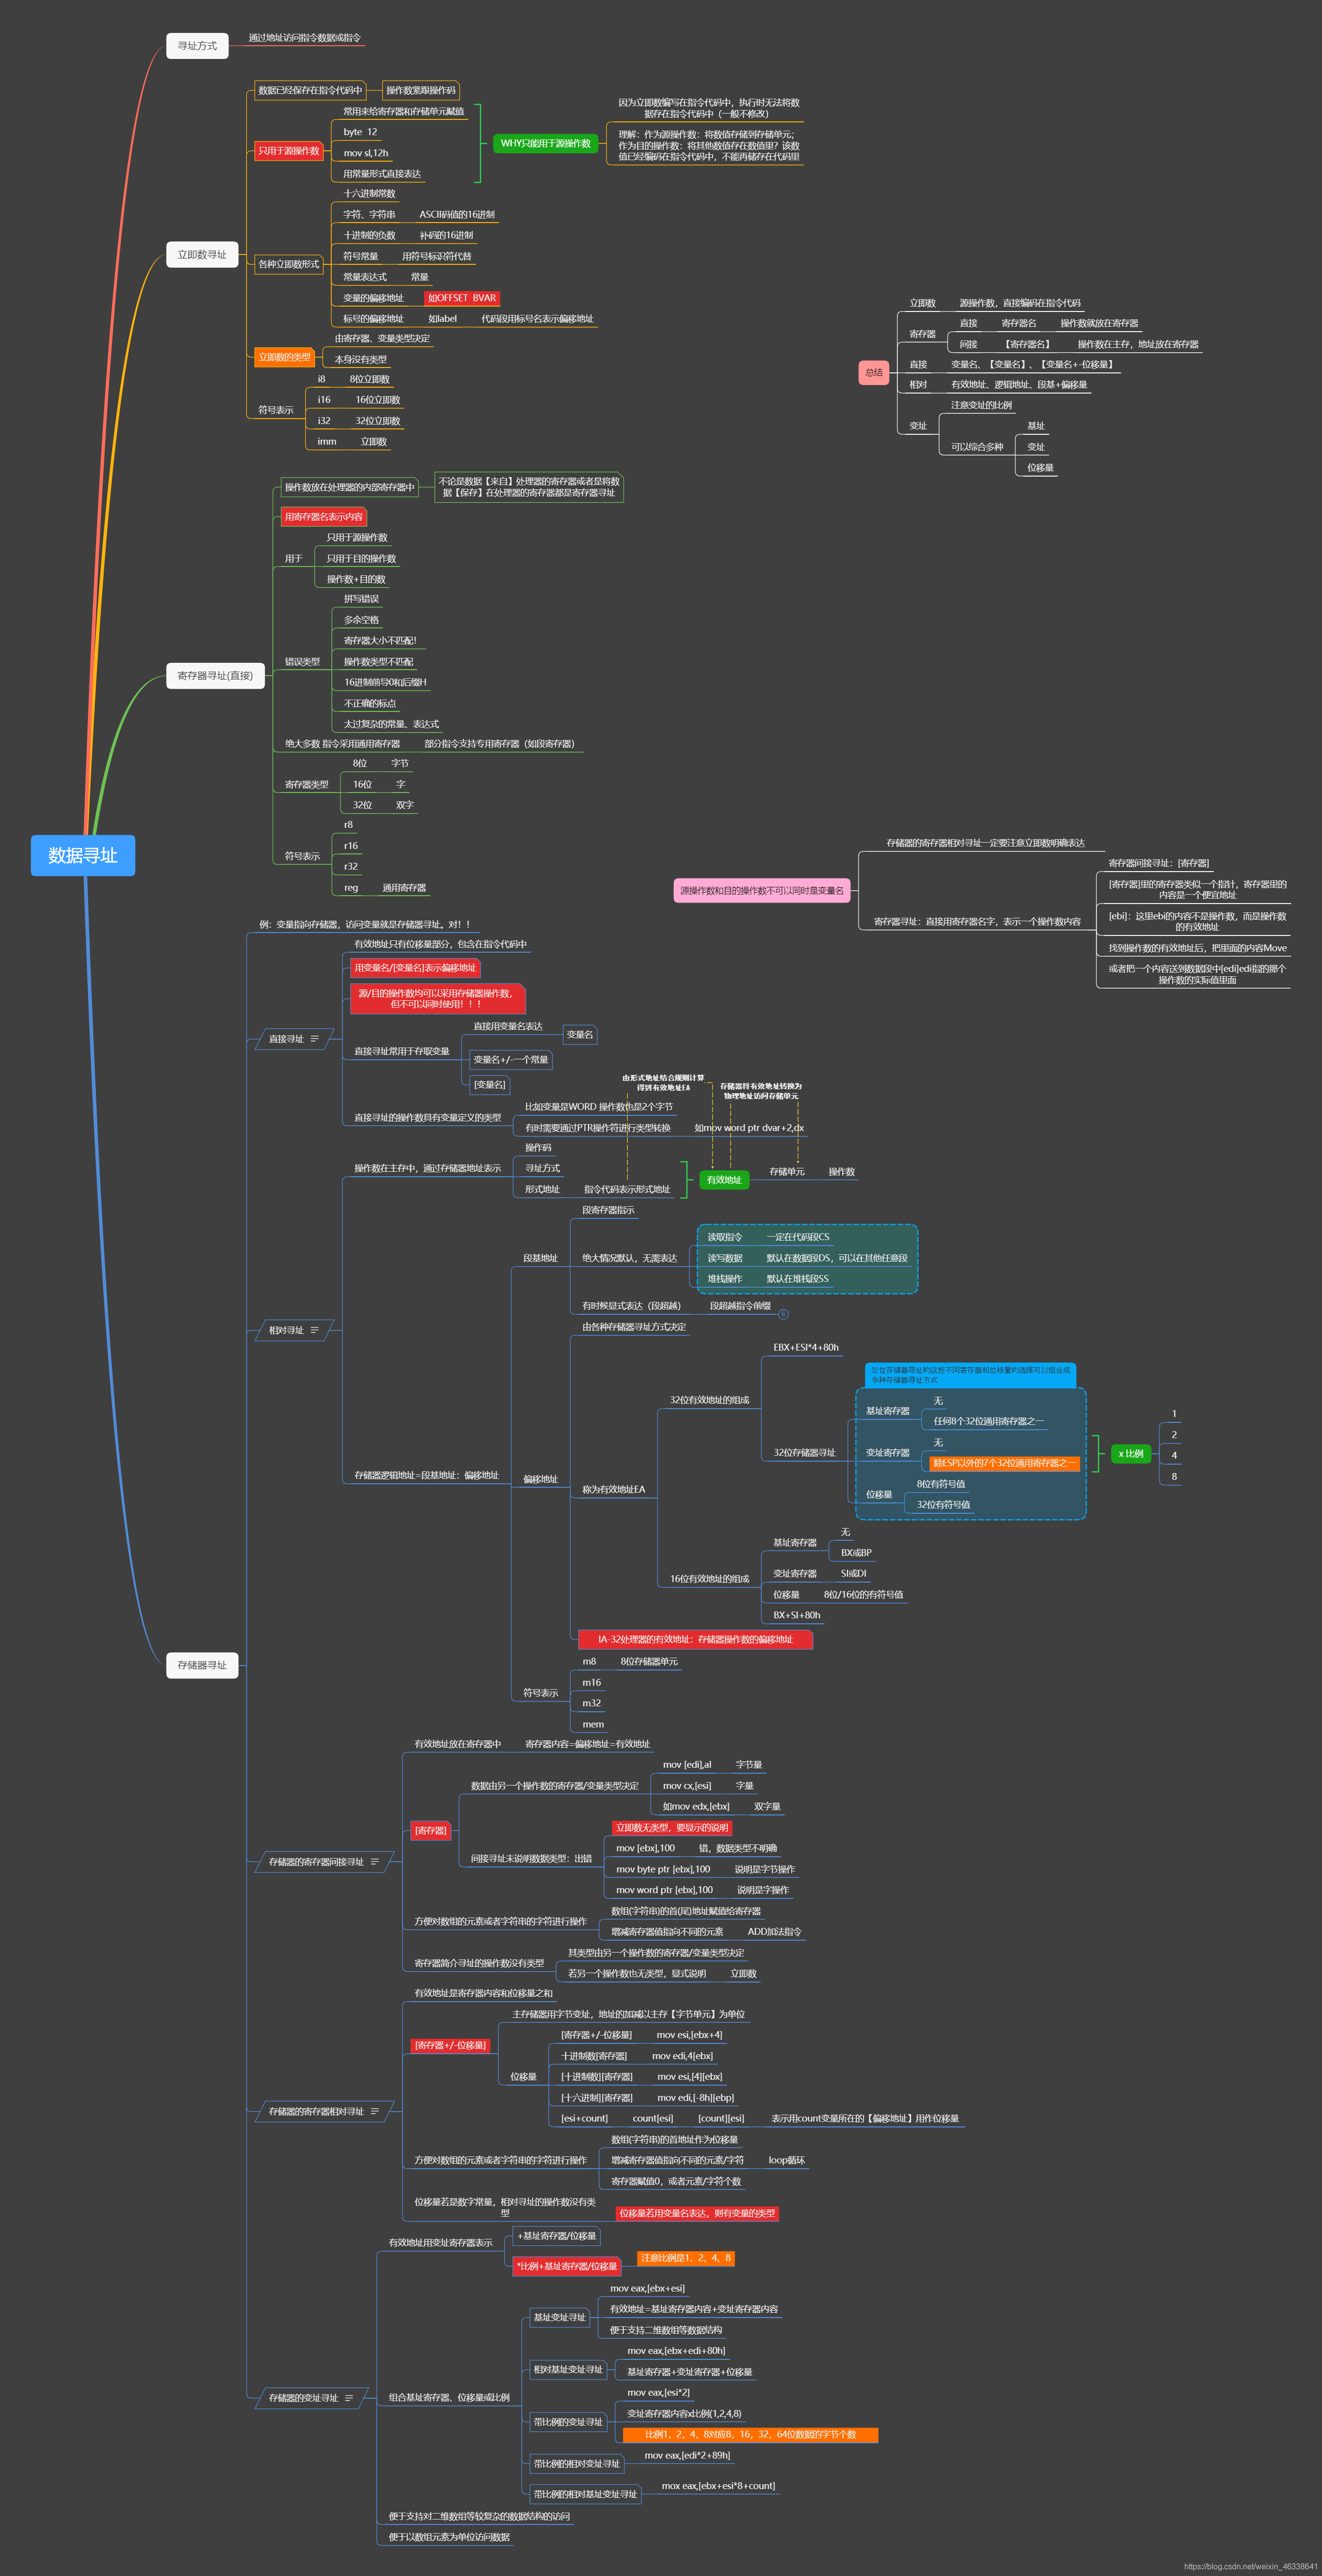 数据寻址
寻址方式
通过地址访问指令数据或指令
立即数寻址
数据已经保存在指令代码中
操作数紧跟操作码
只用于源操作数
常用来给寄存器和存储单元赋值
byte 12
mov sl,12h
用常量形式直接表达
WHY只能用于源操作数
因为立即数编写在指令代码中，执行时无法将数
据存在指令代码中（一般不修改）
理解：作为源操作数：将数值存储到存储单元；
作为目的操作数：将其他数值存在数值里？该数
值已经编码在指令代码中，不能再储存在代码里
各种立即数形式
十六进制常数
字符、字符串
ASCII码值的16进制
十进制的负数
补码的16进制
符号常量
用符号标识符代替
常量表达式
常量
变量的偏移地址
如OFFSET BVAR
标号的偏移地址
如label
代码段用标号名表示偏移地址
立即数的类型
由寄存器、变量类型决定
本身没有类型
符号表示
i8
8位立即数
i16
16位立即数
i32
32位立即数
imm
立即数
总结
立即数
源操作数，直接编码在指令代码
寄存器
直接
寄存器名
操作数就放在寄存器
间接
【寄存器名】
操作数在主存，地址放在寄存器
直接
变量名、【变量名】、【变量名+-位移量】
相对
有效地址、逻辑地址、段基+偏移量
变址
注意变址的比例
可以综合多种
基址
变址
位移量
寄存器寻址(直接)
操作数放在处理器的内部寄存器中
不论是数据【来自】处理器的寄存器或者是将数
据【保存】在处理器的寄存器都是寄存器寻址
用寄存器名表示内容
用于
只用于源操作数
只用于目的操作数
操作数+目的数
错误类型
拼写错误
多余空格
寄存器大小不匹配！
操作数类型不匹配
16进制前导0和后缀H
不正确的标点
太过复杂的常量、表达式
绝大多数 指令采用通用寄存器
部分指令支持专用寄存器（如段寄存器）
寄存器类型
8位
字节
16位
字
32位
双字
符号表示
r8
r16
r32
reg
通用寄存器
源操作数和目的操作数不可以同时是变量名
存储器的寄存器相对寻址一定要注意立即数明确表达
寄存器寻址：直接用寄存器名字，表示一个操作数内容
寄存器间接寻址：[寄存器]
[寄存器]里的寄存器类似一个指针，寄存器里的
内容是一个便宜地址
[ebi]：这里ebi的内容不是操作数，而是操作数
的有效地址
找到操作数的有效地址后，把里面的内容Move
或者把一个内容送到数据段中[edi]edi指的那个
操作数的实际值里面
存储器寻址
例：变量指向存储器，访问变量就是存储器寻址。对！！
直接寻址
有效地址只有位移量部分，包含在指令代码中
用变量名/[变量名]表示偏移地址
源/目的操作数均可以采用存储器操作数，
但不可以同时使用！！！
直接寻址常用于存取变量
直接用变量名表达
变量名
变量名+/-一个常量
[变量名]
直接寻址的操作数具有变量定义的类型
比如变量是WORD 操作数也是2个字节
有时需要通过PTR操作符进行类型转换
如mov word ptr dvar+2,dx
由形式地址结合规则计算
得到有效地址EA
存储器将有效地址转换为
物理地址访问存储单元
相对寻址
操作数在主存中，通过存储器地址表示
操作码
寻址方式
形式地址
指令代码表示形式地址
有效地址
存储单元
操作数
存储器逻辑地址=段基地址：偏移地址
段基地址
段寄存器指示
绝大情况默认，无需表达
读取指令
一定在代码段CS
读写数据
默认在数据段DS，可以在其他任意段
堆栈操作
默认在堆栈段SS
有时候显式表达（段超越）
段超越指令前缀
6
偏移地址
由各种存储器寻址方式决定
称为有效地址EA
32位有效地址的组成
EBX+ESI*4+80h
32位存储器寻址
32位存储器寻址的这些不同寄存器和位移量的选择可以组合成
多种存储器寻址方式
基址寄存器
无
任何8个32位通用寄存器之一
变址寄存器
无
除ESP以外的7个32位通用寄存器之一
位移量
8位有符号值
32位有符号值
x 比例
1
2
4
8
16位有效地址的组成
基址寄存器
无
BX或BP
变址寄存器
SI或DI
位移量
8位/16位的有符号值
BX+SI+80h
IA-32处理器的有效地址：存储器操作数的偏移地址
符号表示
m8
8位存储器单元
m16
m32
mem
存储器的寄存器间接寻址
有效地址放在寄存器中
寄存器内容=偏移地址=有效地址
[寄存器]
数据由另一个操作数的寄存器/变量类型决定
mov [edi],al
字节量
mov cx,[esi]
字量
如mov edx,[ebx]
双字量
间接寻址未说明数据类型：出错
立即数无类型，要显示的说明
mov [ebx],100
错，数据类型不明确
mov byte ptr [ebx],100
说明是字节操作
mov word ptr [ebx],100
说明是字操作
方便对数组的元素或者字符串的字符进行操作
数组(字符串)的首(尾)地址赋值给寄存器
增减寄存器值指向不同的元素
ADD加法指令
寄存器简介寻址的操作数没有类型
其类型由另一个操作数的寄存器/变量类型决定
若另一个操作数也无类型，显式说明
立即数
存储器的寄存器相对寻址
有效地址是寄存器内容和位移量之和
[寄存器+/-位移量]
主存储器用字节变址，地址的加减以主存【字节单元】为单位
位移量
[寄存器+/-位移量]
mov esi,[ebx+4]
十进制数[寄存器]
mov edi,4[ebx]
[十进制数][寄存器]
mov esi,[4][ebx]
[十六进制][寄存器]
mov edi,[-8h][ebp]
[esi+count]
count[esi]
[count][esi]
表示用count变量所在的【偏移地址】用作位移量
方便对数组的元素或者字符串的字符进行操作
数组(字符串)的首地址作为位移量
增减寄存器值指向不同的元素/字符
loop循环
寄存器赋值0，或者元素/字符个数
位移量若是数字常量，相对寻址的操作数没有类
型
位移量若用变量名表达，则有变量的类型
存储器的变址寻址
有效地址用变址寄存器表示
+基址寄存器/位移量
*比例+基址寄存器/位移量
注意比例是1、2、4、8
组合基址寄存器、位移量或比例
基址变址寻址
mov eax,[ebx+esi]
有效地址=基址寄存器内容+变址寄存器内容
便于支持二维数组等数据结构
相对基址变址寻址
mov eax,[ebx+edi+80h]
基址寄存器+变址寄存器+位移量
带比例的变址寻址
mov eax,[esi*2]
变址寄存器内容x比例(1,2,4,8)
比例1，2，4，8对应8，16，32，64位数据的字节个数
带比例的相对变址寻址
mov eax,[edi*2+89h]
带比例的相对基址变址寻址
mox eax,[ebx+esi*8+count]
便于支持对二维数组等较复杂的数据结构的访问
便于以数组元素为单位访问数据
https://blog.csdn.net/weixin_46338641